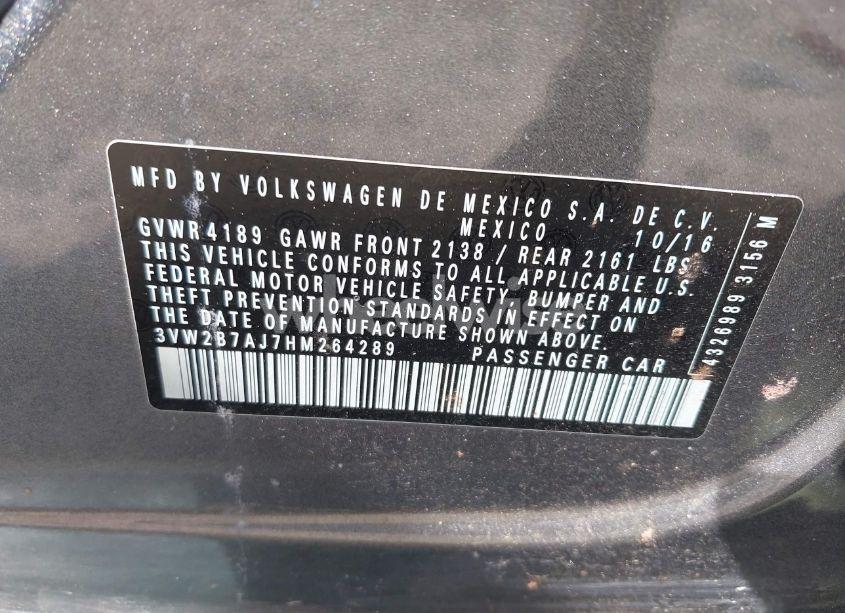 MFD BY VOLKSWAGEN DE MEXICO S.A. DE C.V.
MEXICO 10/16
GVWR 4189 GAWR FRONT 2138 / REAR 2161 LBS
THIS VEHICLE CONFORMS TO ALL APPLICABLE U.S.
FEDERAL MOTOR VEHICLE SAFETY, BUMPER AND
THEFT PREVENTION STANDARDS IN EFFECT ON
THE DATE OF MANUFACTURE SHOWN ABOVE.
3VW2B7AJ7HM264289 PASSENGER CAR
4326989 3156 M